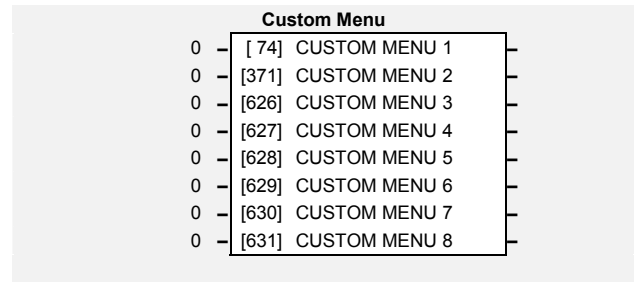 Custom Menu
0 – [ 74] CUSTOM MENU 1 –
0 – [371] CUSTOM MENU 2 –
0 – [626] CUSTOM MENU 3 –
0 – [627] CUSTOM MENU 4 –
0 – [628] CUSTOM MENU 5 –
0 – [629] CUSTOM MENU 6 –
0 – [630] CUSTOM MENU 7 –
0 – [631] CUSTOM MENU 8 –